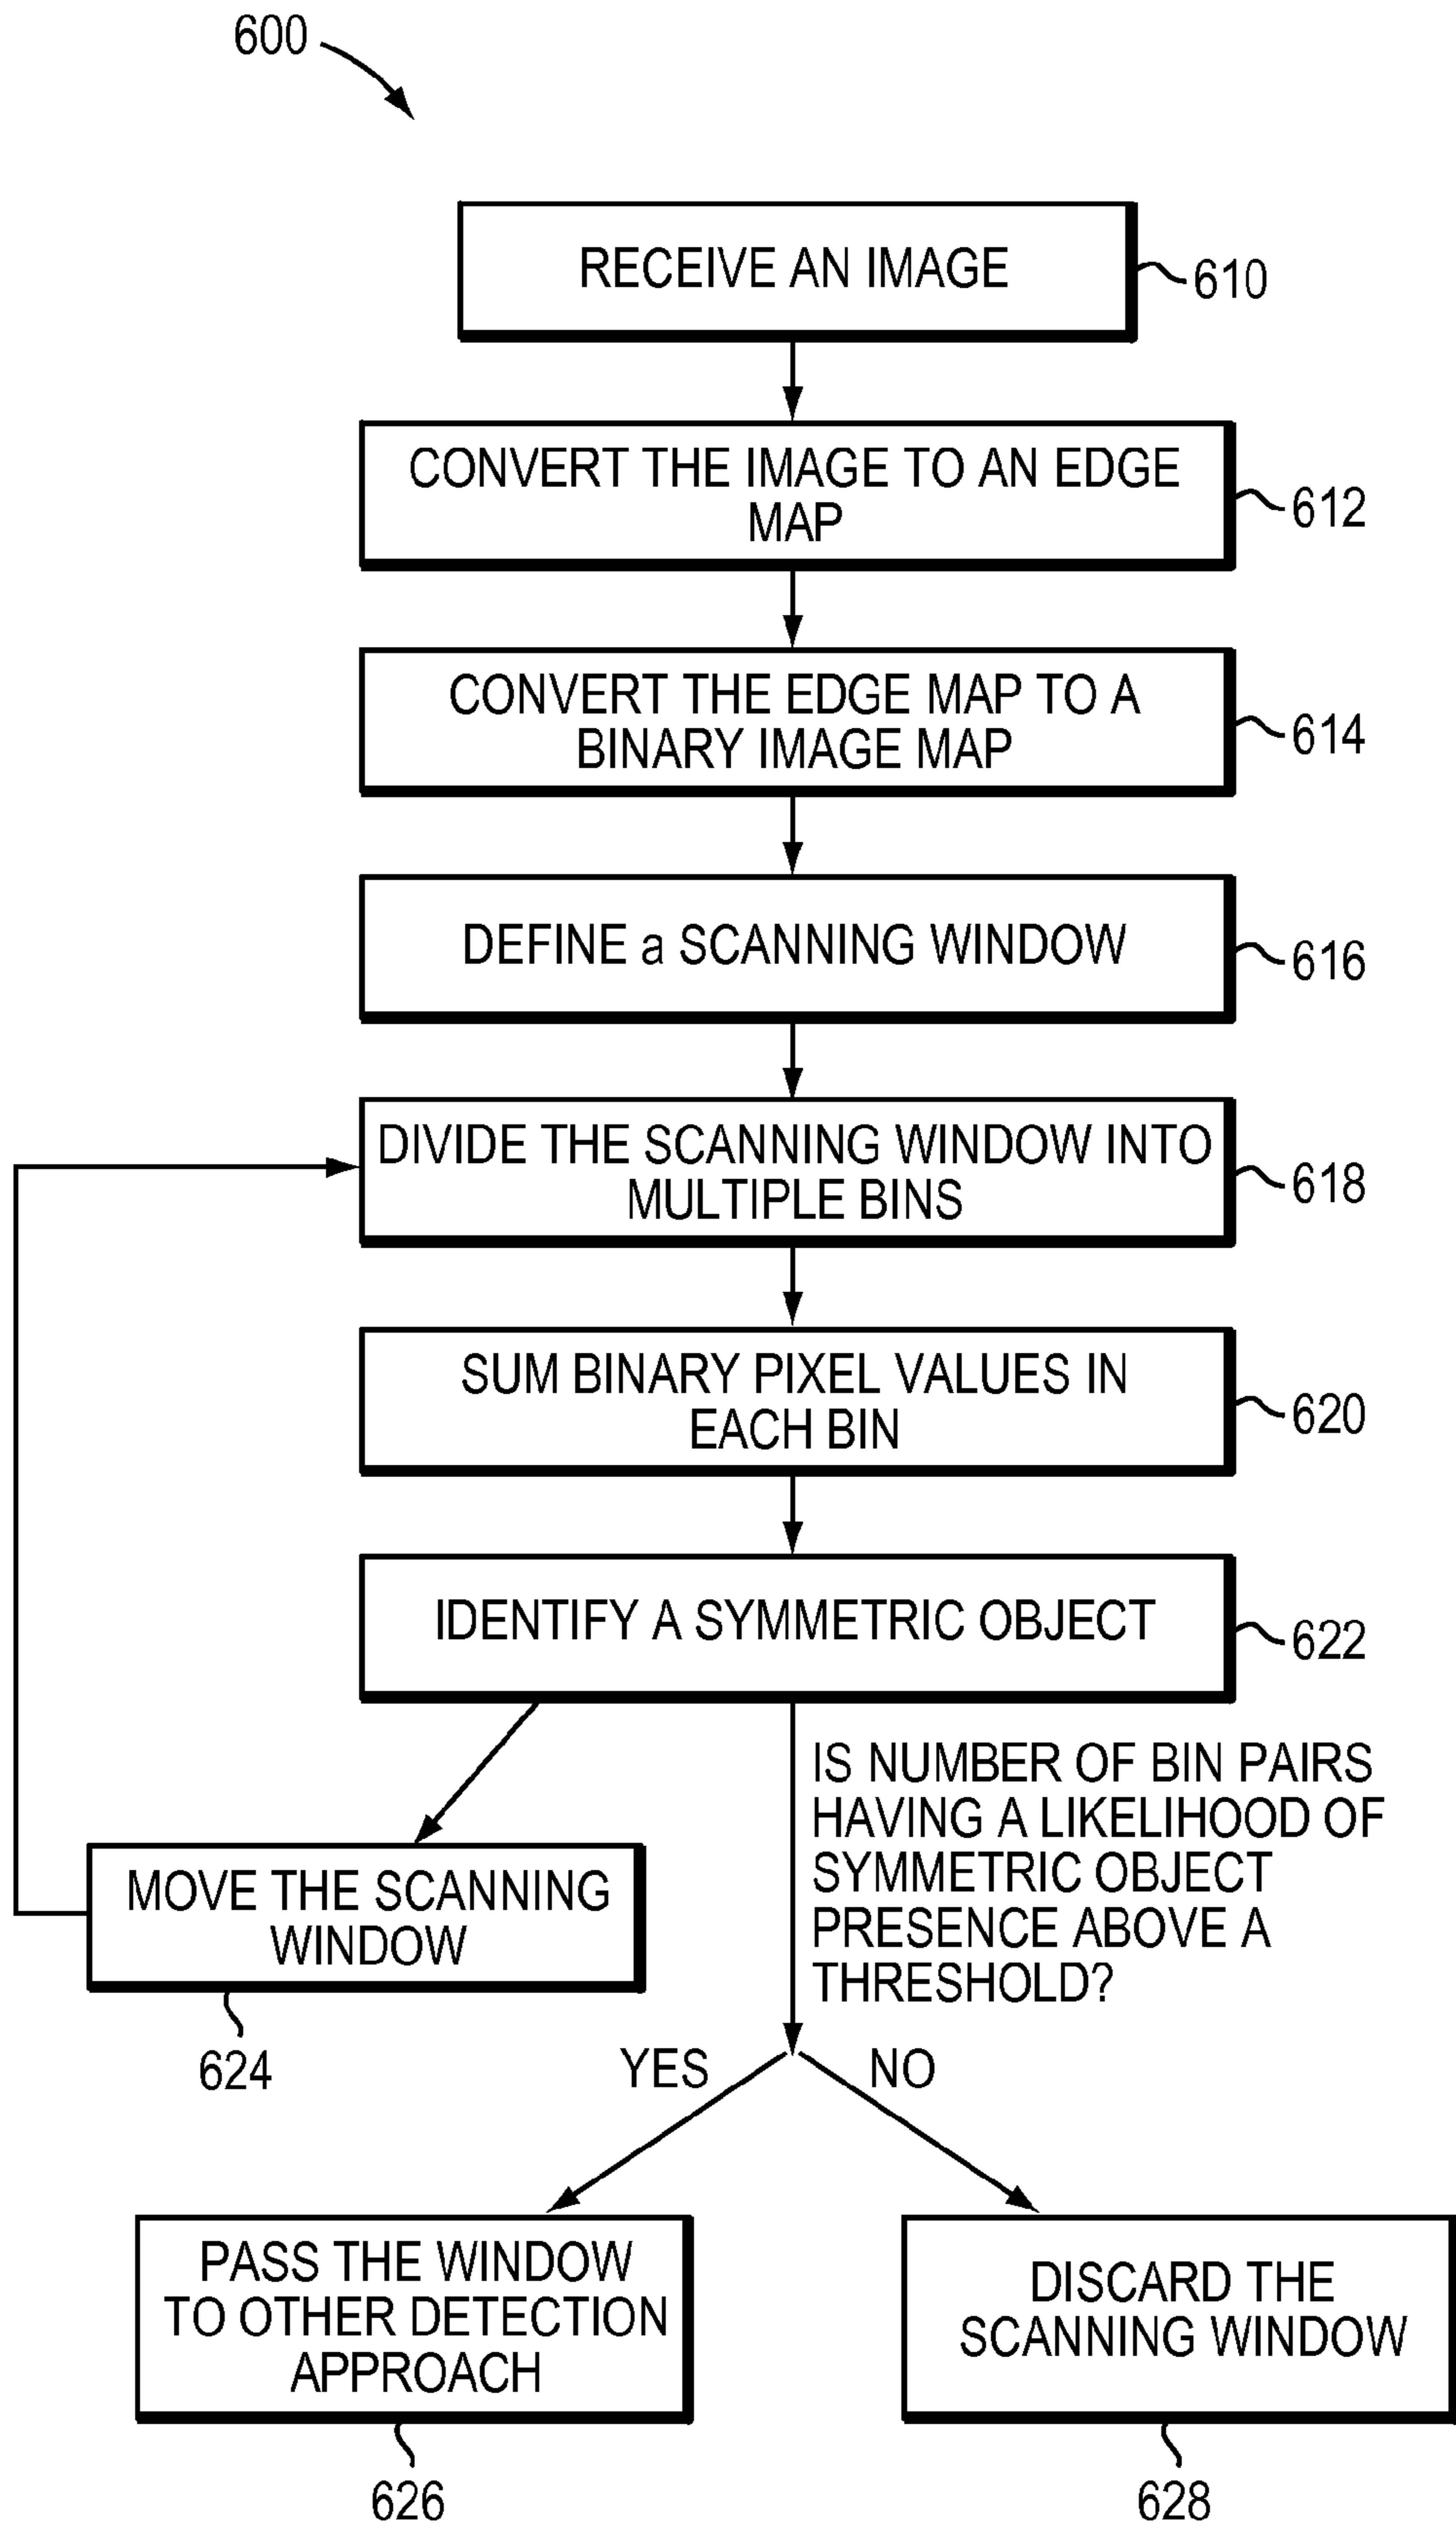 600
RECEIVE AN IMAGE
610
CONVERT THE IMAGE TO AN EDGE
MAP
612
CONVERT THE EDGE MAP TO A
BINARY IMAGE MAP
614
DEFINE a SCANNING WINDOW
616
DIVIDE THE SCANNING WINDOW INTO
MULTIPLE BINS
618
SUM BINARY PIXEL VALUES IN
EACH BIN
620
IDENTIFY A SYMMETRIC OBJECT
622
IS NUMBER OF BIN PAIRS
HAVING A LIKELIHOOD OF
SYMMETRIC OBJECT
PRESENCE ABOVE A
THRESHOLD?
MOVE THE SCANNING
WINDOW
624
YES
NO
PASS THE WINDOW
TO OTHER DETECTION
APPROACH
626
DISCARD THE
SCANNING WINDOW
628